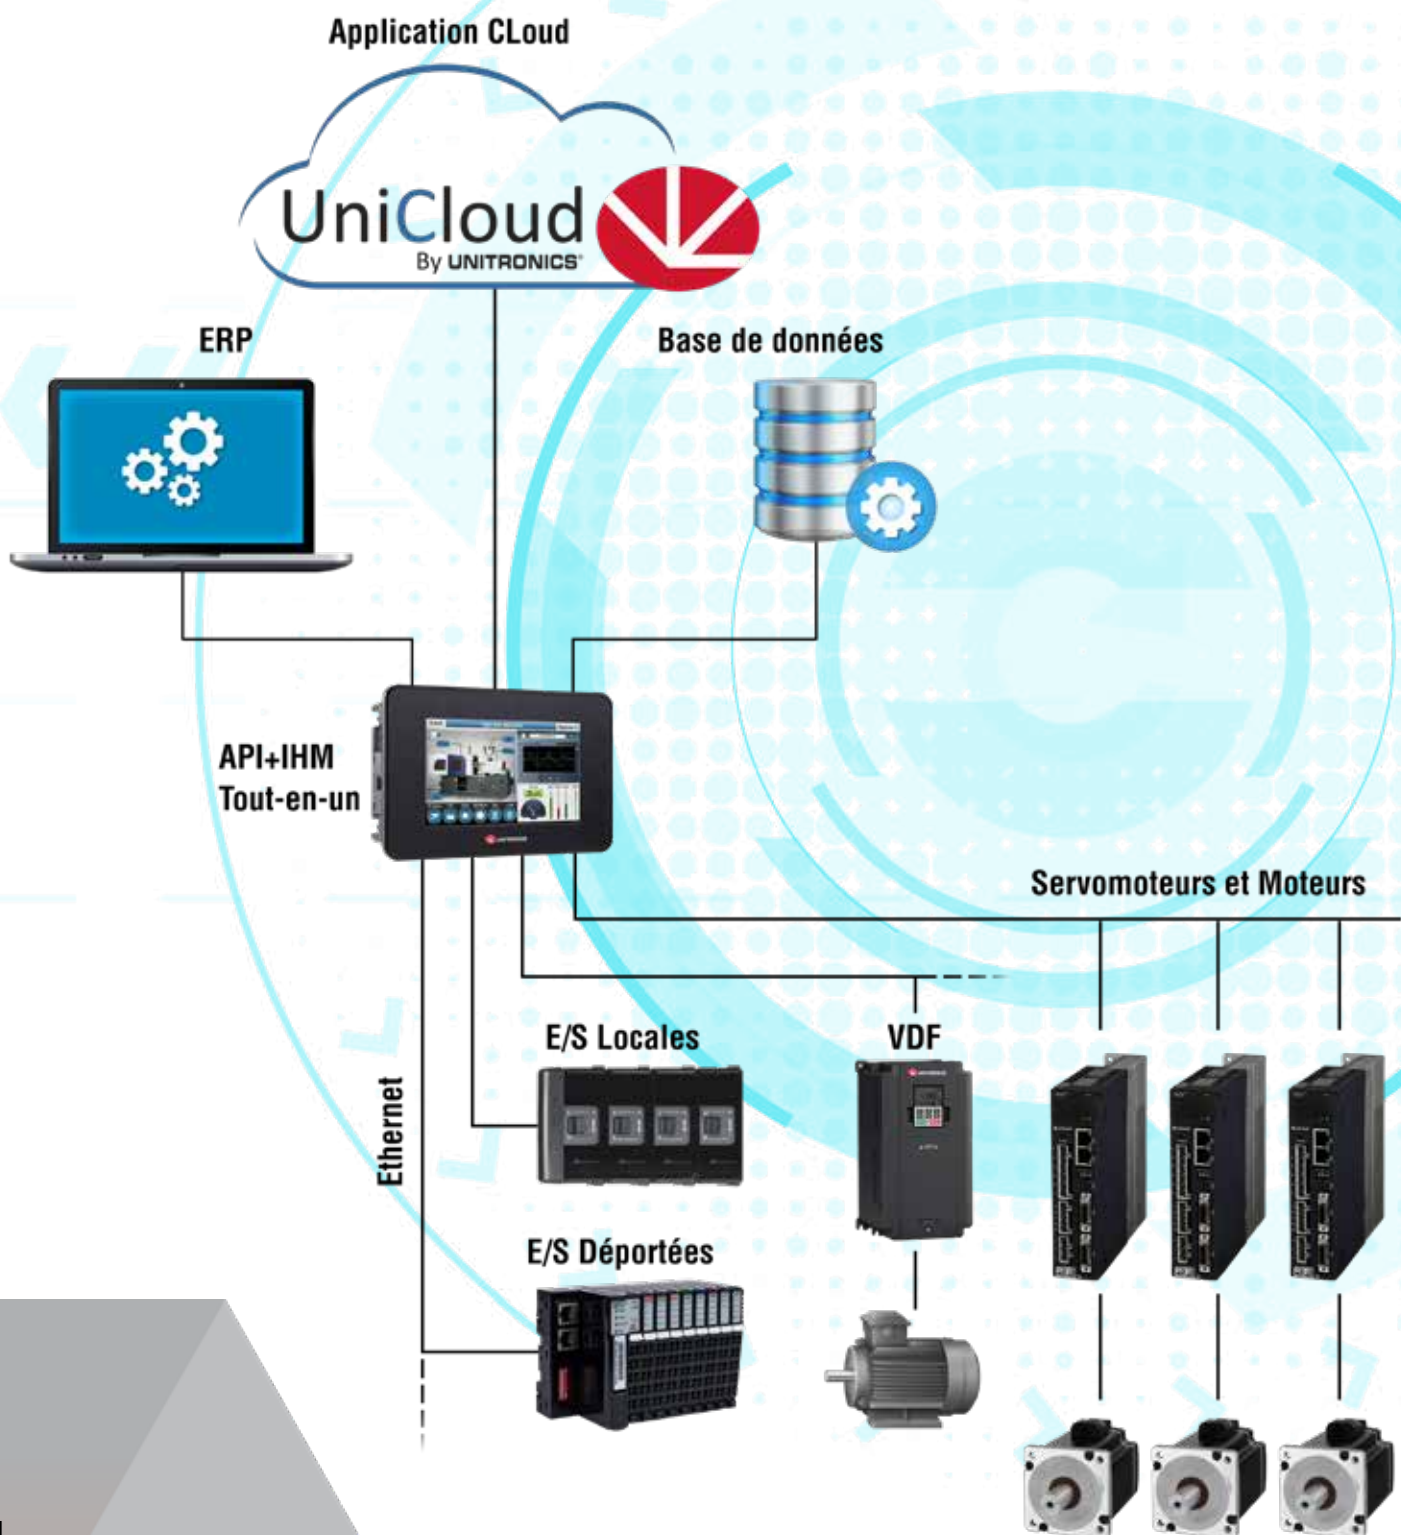 Application CLoud
UniCloud
By UNITRONICS®
ERP
Base de données
API+IHM
Tout-en-un
Servomoteurs et Moteurs
E/S Locales
VDF
Ethernet
E/S Déportées